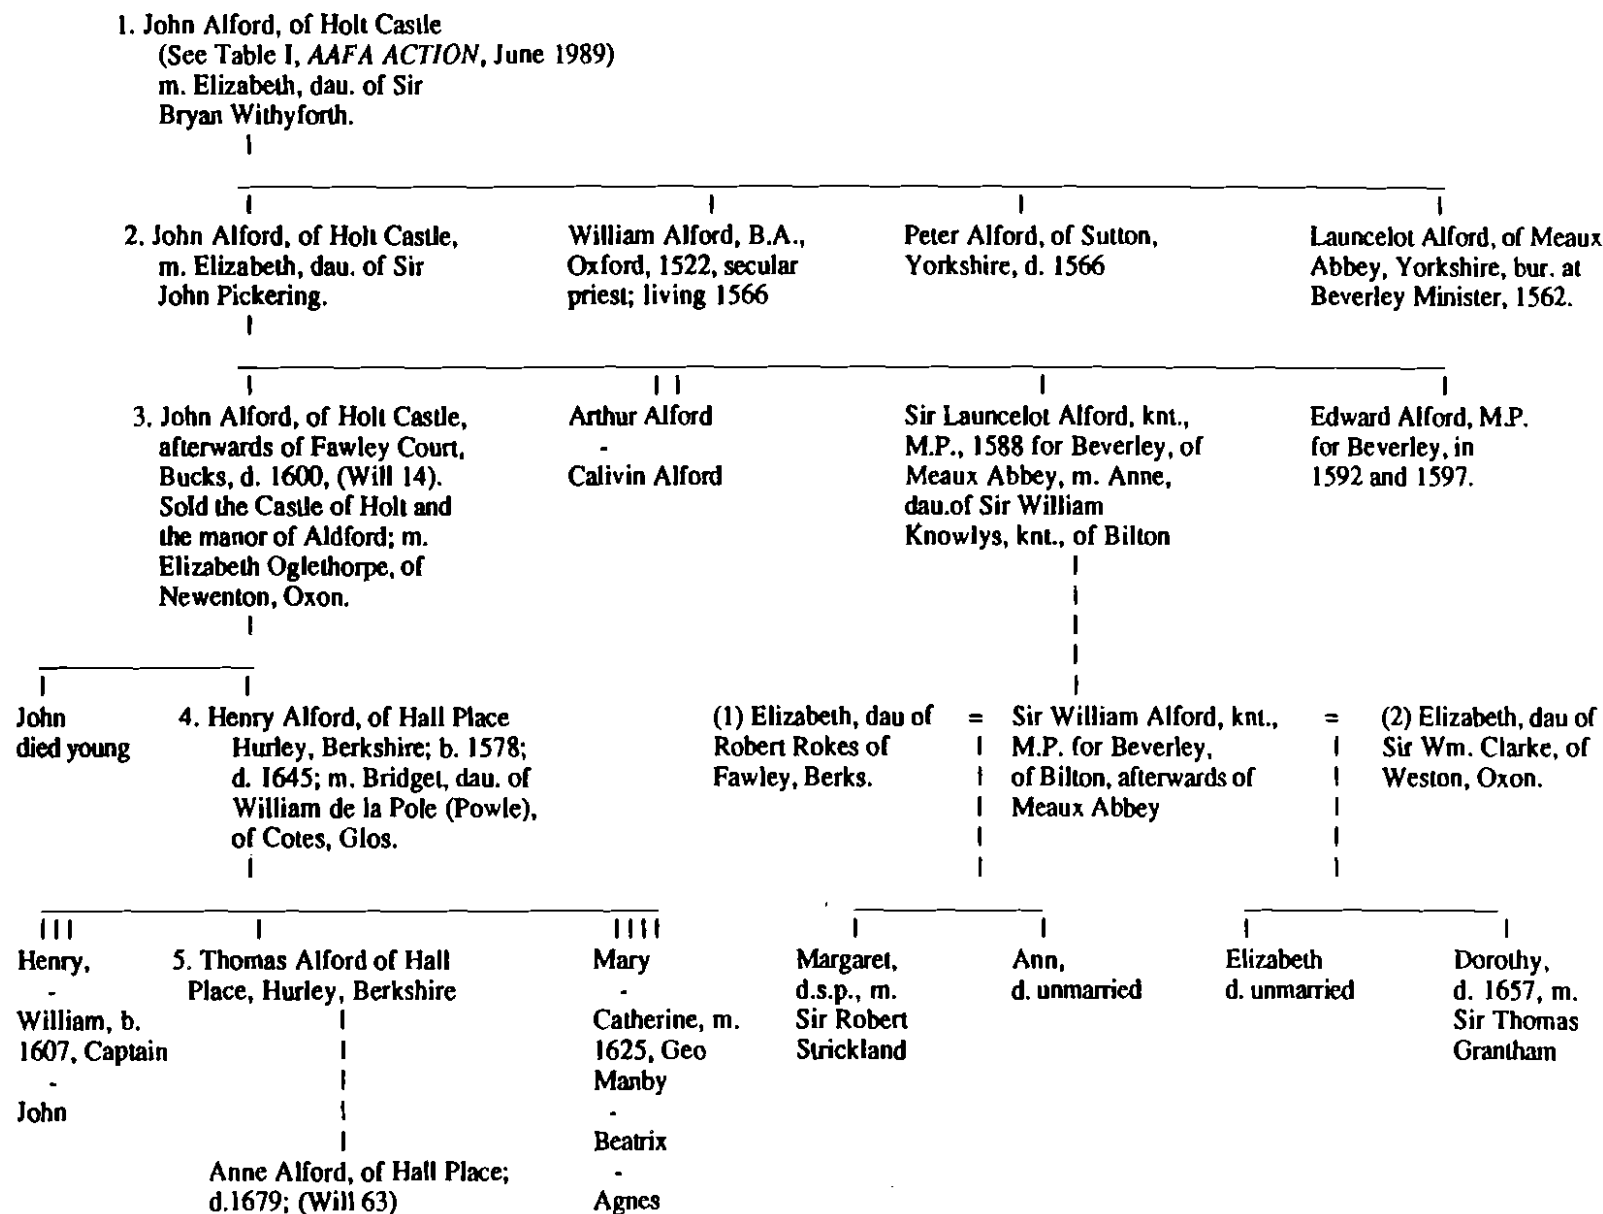 1. John Alford, of Holt Castle
(See Table I, AAFA ACTION, June 1989)
m. Elizabeth, dau. of Sir
Bryan Withyforth.
2. John Alford, of Holt Castle,
m. Elizabeth, dau. of Sir
John Pickering.
William Alford, B.A.,
Oxford, 1522, secular
priest; living 1566
Peter Alford, of Sutton,
Yorkshire, d. 1566
Launcelot Alford, of Meaux
Abbey, Yorkshire, bur. at
Beverley Minister, 1562.
3. John Alford, of Holt Castle,
afterwards of Fawley Court,
Bucks, d. 1600, (Will 14).
Sold the Castle of Holt and
the manor of Aldford; m.
Elizabeth Oglethorpe, of
Newenton, Oxon.
Arthur Alford
-
Calivin Alford
Sir Launcelot Alford, knt.,
M.P., 1588 for Beverley, of
Meaux Abbey, m. Anne,
dau.of Sir William
Knowlys, knt., of Bilton
Edward Alford, M.P.
for Beverley, in
1592 and 1597.
John
died young
4. Henry Alford, of Hall Place
Hurley, Berkshire; b. 1578;
d. 1645; m. Bridget, dau. of
William de la Pole (Powle),
of Cotes, Glos.
(1) Elizabeth, dau of
Robert Rokes of
Fawley, Berks.
=
Sir William Alford, knt.,
M.P. for Beverley,
of Bilton, afterwards of
Meaux Abbey
=
(2) Elizabeth, dau of
Sir Wm. Clarke, of
Weston, Oxon.
Henry,
-
William, b.
1607, Captain
-
John
5. Thomas Alford of Hall
Place, Hurley, Berkshire
Anne Alford, of Hall Place;
d.1679; (Will 63)
Mary
-
Catherine, m.
1625, Geo
Manby
-
Beatrix
-
Agnes
Margaret,
d.s.p., m.
Sir Robert
Strickland
Ann,
d. unmarried
Elizabeth
d. unmarried
Dorothy,
d. 1657, m.
Sir Thomas
Grantham